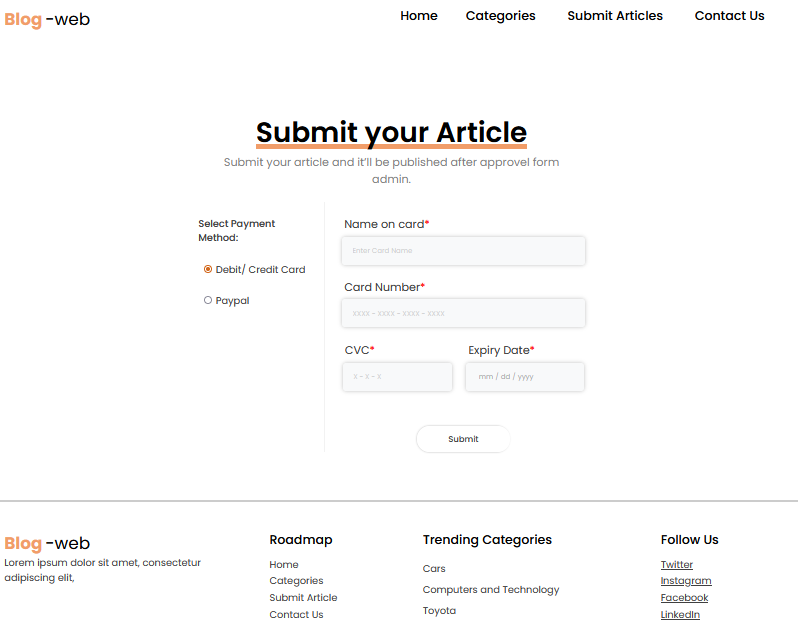 Blog -web
Home Categories Submit Articles Contact Us
Submit your Article
Submit your article and it'll be published after approvel form
admin.
Select Payment
Method:
Debit/ Credit Card
Paypal
Name on card*
Enter Card Name
Card Number*
XXXX - XXXX - XXXX - XXXX
CVC*
Expiry Date*
X - X - X
mm / dd / yyyy
Submit
Blog -web
Lorem ipsum dolor sit amet, consectetur
adipiscing elit,
Roadmap
Home
Categories
Submit Article
Contact Us
Trending Categories
Cars
Computers and Technology
Toyota
Follow Us
Twitter
Instagram
Facebook
LinkedIn